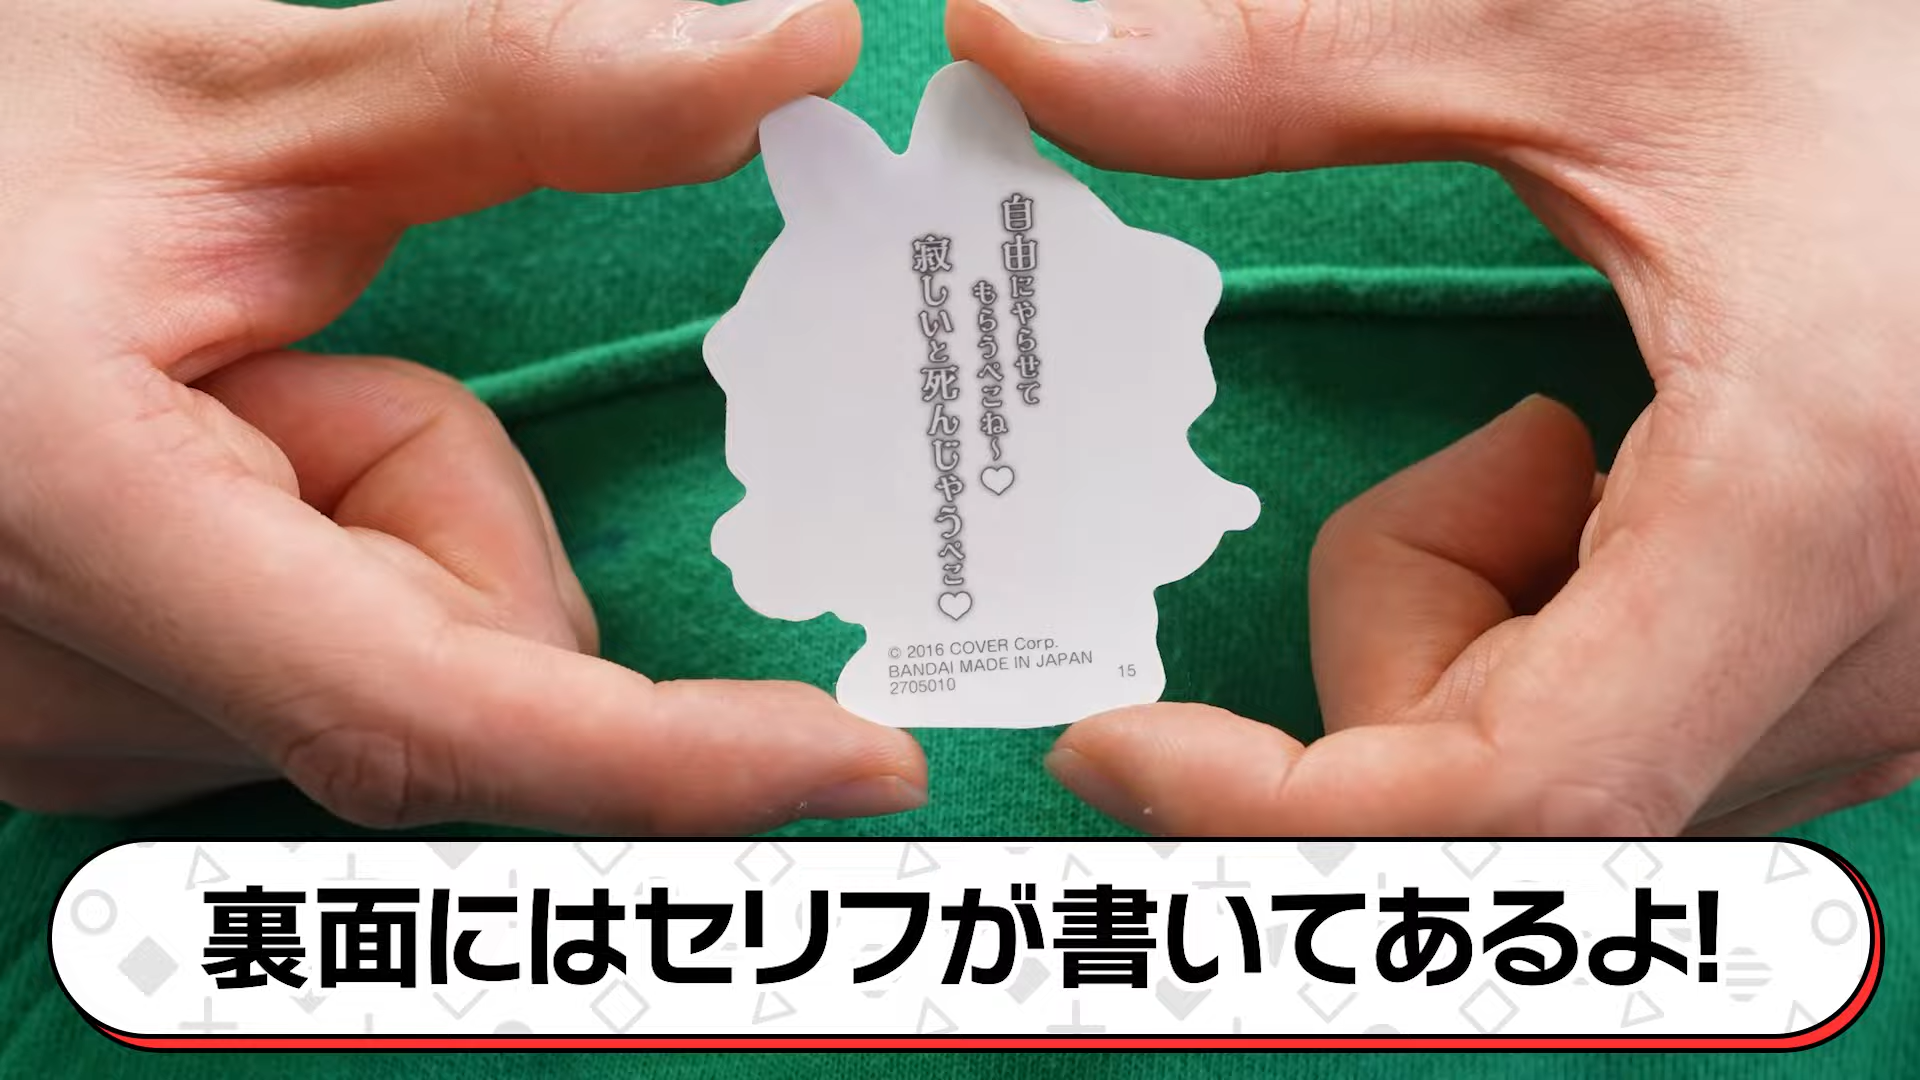 自由にやらせて
もらうぺこね～♡
寂しいと死んじゃうぺこ♡
© 2016 COVER Corp.
BANDAI MADE IN JAPAN
2705010
15
裏面にはセリフが書いてあるよ!